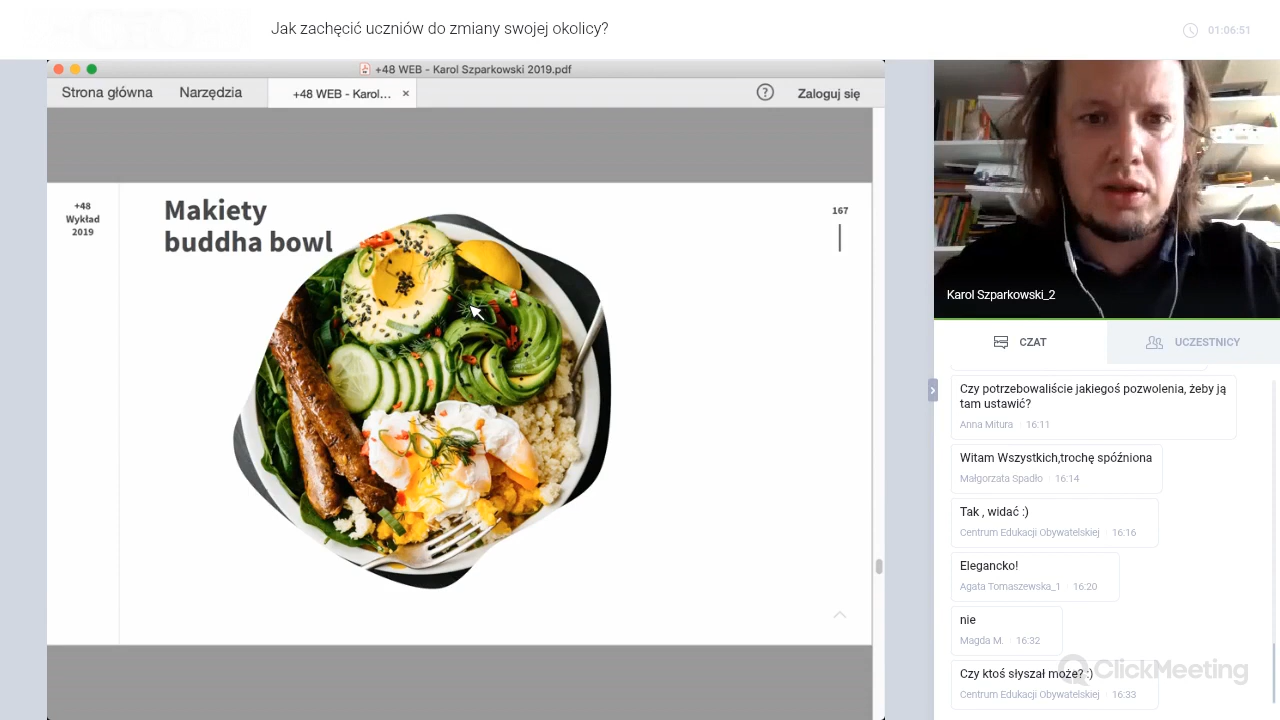 Jak zachęcić uczniów do zmiany swojej okolicy?
01:06:51
+48 WEB - Karol Szparkowski 2019.pdf
Strona główna
Narzędzia
+48 WEB - Karol... ×
?
Zaloguj się
+48
Wykład
2019
Makiety
buddha bowl
167
Karol Szparkowski_2
CZAT
UCZESTNICY
Czy potrzebowaliście jakiegoś pozwolenia, żeby ją
tam ustawić?
Anna Mitura 16:11
Witam Wszystkich,trochę spóźniona
Małgorzata Spadło 16:14
Tak , widać :)
Centrum Edukacji Obywatelskiej 16:16
Elegancko!
Agata Tomaszewska_1 16:20
nie
Magda M. 16:32
Czy ktoś słyszał może? :)
Centrum Edukacji Obywatelskiej 16:33
ClickMeeting